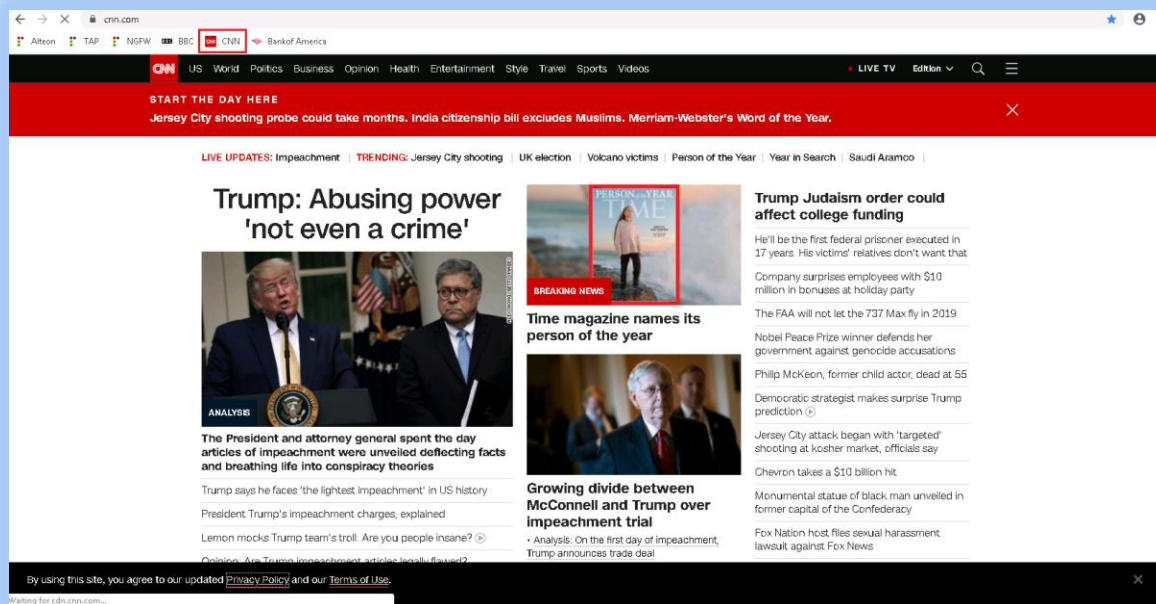 cnn.com
Alteon TAP NGFW BBC CNN Bank of America
CNN US World Politics Business Opinion Health Entertainment Style Travel Sports Videos LIVE TV Edition
START THE DAY HERE
Jersey City shooting probe could take months. India citizenship bill excludes Muslims. Merriam-Webster's Word of the Year.
LIVE UPDATES: Impeachment | TRENDING: Jersey City shooting | UK election | Volcano victims | Person of the Year | Year in Search | Saudi Aramco |
Trump: Abusing power
'not even a crime'
ANALYSIS
The President and attorney general spent the day
articles of impeachment were unveiled deflecting facts
and breathing life into conspiracy theories
Trump says he faces 'the lightest impeachment' in US history
President Trump's impeachment charges, explained
Lemon mocks Trump team's troll: Are you people insane?
Opinion: Are Trump impeachment articles legally flawed?
PERSON of the YEAR
TIME
BREAKING NEWS
Time magazine names its
person of the year
Growing divide between
McConnell and Trump over
impeachment trial
• Analysis: On the first day of impeachment,
Trump announces trade deal
Trump Judaism order could
affect college funding
He'll be the first federal prisoner executed in
17 years. His victims' relatives don't want that
Company surprises employees with $10
million in bonuses at holiday party
The FAA will not let the 737 Max fly in 2019
Nobel Peace Prize winner defends her
government against genocide accusations
Philip McKeon, former child actor, dead at 55
Democratic strategist makes surprise Trump
prediction
Jersey City attack began with 'targeted'
shooting at kosher market, officials say
Chevron takes a $10 billion hit
Monumental statue of black man unveiled in
former capital of the Confederacy
Fox Nation host files sexual harassment
lawsuit against Fox News
By using this site, you agree to our updated Privacy Policy and our Terms of Use.
Waiting for cdn.cnn.com...